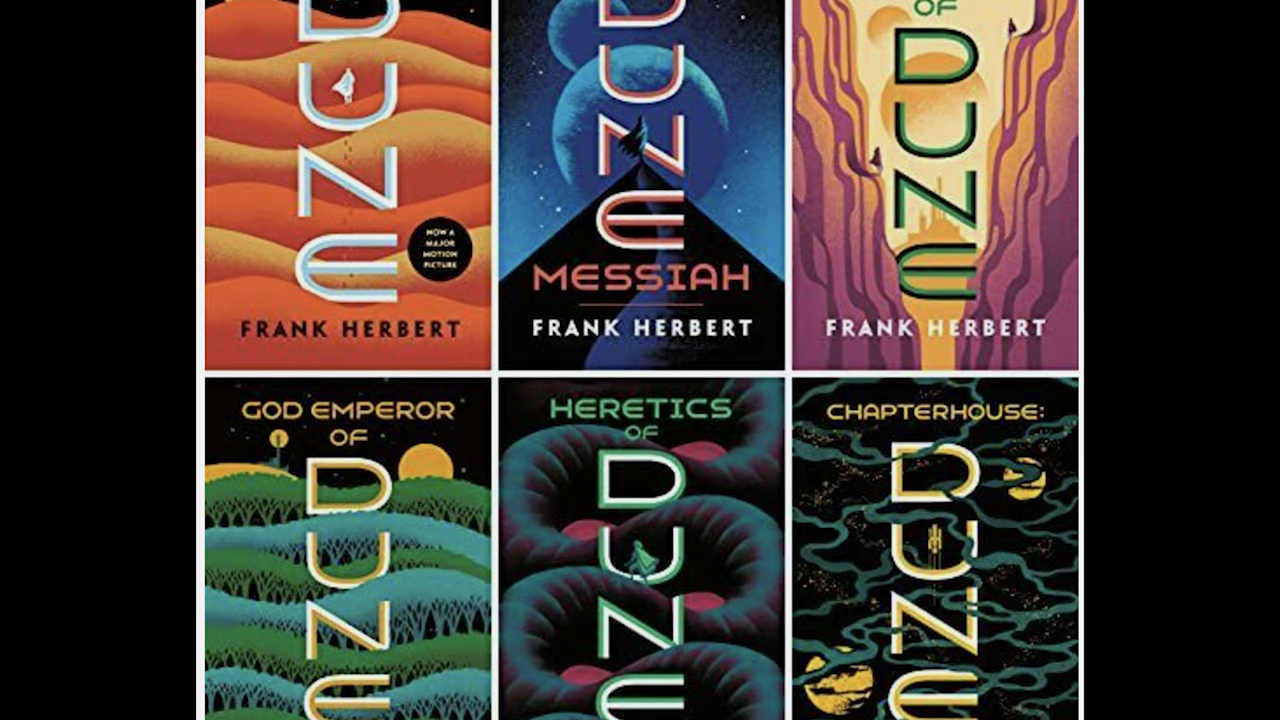 DUNE
NOW A
MAJOR
MOTION
PICTURE
FRANK HERBERT
DUNE
MESSIAH
FRANK HERBERT
OF
DUNE
FRANK HERBERT
GOD EMPEROR
OF
DUNE
HERETICS
OF
DUNE
CHAPTERHOUSE:
DUNE